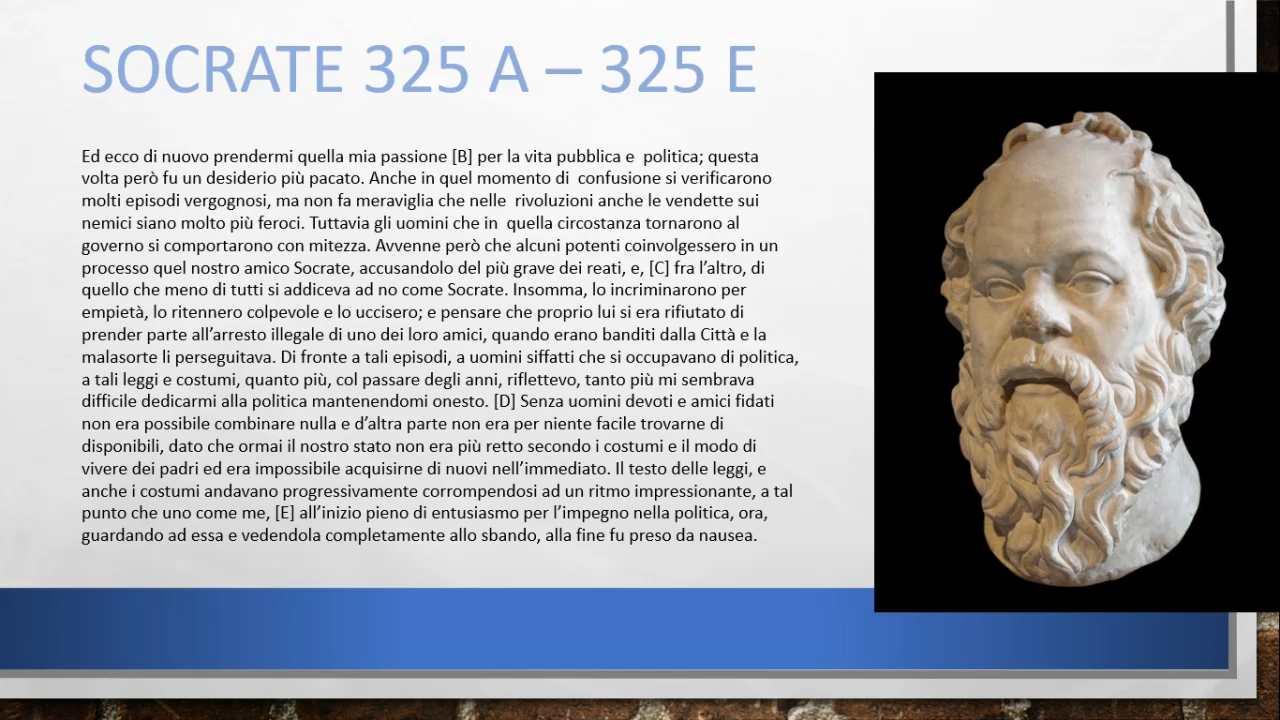 SOCRATE 325 A – 325 E
Ed ecco di nuovo prendermi quella mia passione [B] per la vita pubblica e  politica; questa
volta però fu un desiderio più pacato. Anche in quel momento di  confusione si verificarono
molti episodi vergognosi, ma non fa meraviglia che nelle  rivoluzioni anche le vendette sui
nemici siano molto più feroci. Tuttavia gli uomini che in  quella circostanza tornarono al
governo si comportarono con mitezza. Avvenne però che alcuni potenti coinvolgessero in un
processo quel nostro amico Socrate, accusandolo del più grave dei reati, e, [C] fra l’altro, di
quello che meno di tutti si addiceva ad no come Socrate. Insomma, lo incriminarono per
empietà, lo ritennero colpevole e lo uccisero; e pensare che proprio lui si era rifiutato di
prender parte all’arresto illegale di uno dei loro amici, quando erano banditi dalla Città e la
malasorte li perseguitava. Di fronte a tali episodi, a uomini siffatti che si occupavano di politica,
a tali leggi e costumi, quanto più, col passare degli anni, riflettevo, tanto più mi sembrava
difficile dedicarmi alla politica mantenendomi onesto. [D] Senza uomini devoti e amici fidati
non era possibile combinare nulla e d’altra parte non era per niente facile trovarne di
disponibili, dato che ormai il nostro stato non era più retto secondo i costumi e il modo di
vivere dei padri ed era impossibile acquisirne di nuovi nell’immediato. Il testo delle leggi, e
anche i costumi andavano progressivamente corrompendosi ad un ritmo impressionante, a tal
punto che uno come me, [E] all’inizio pieno di entusiasmo per l’impegno nella politica, ora,
guardando ad essa e vedendola completamente allo sbando, alla fine fu preso da nausea.